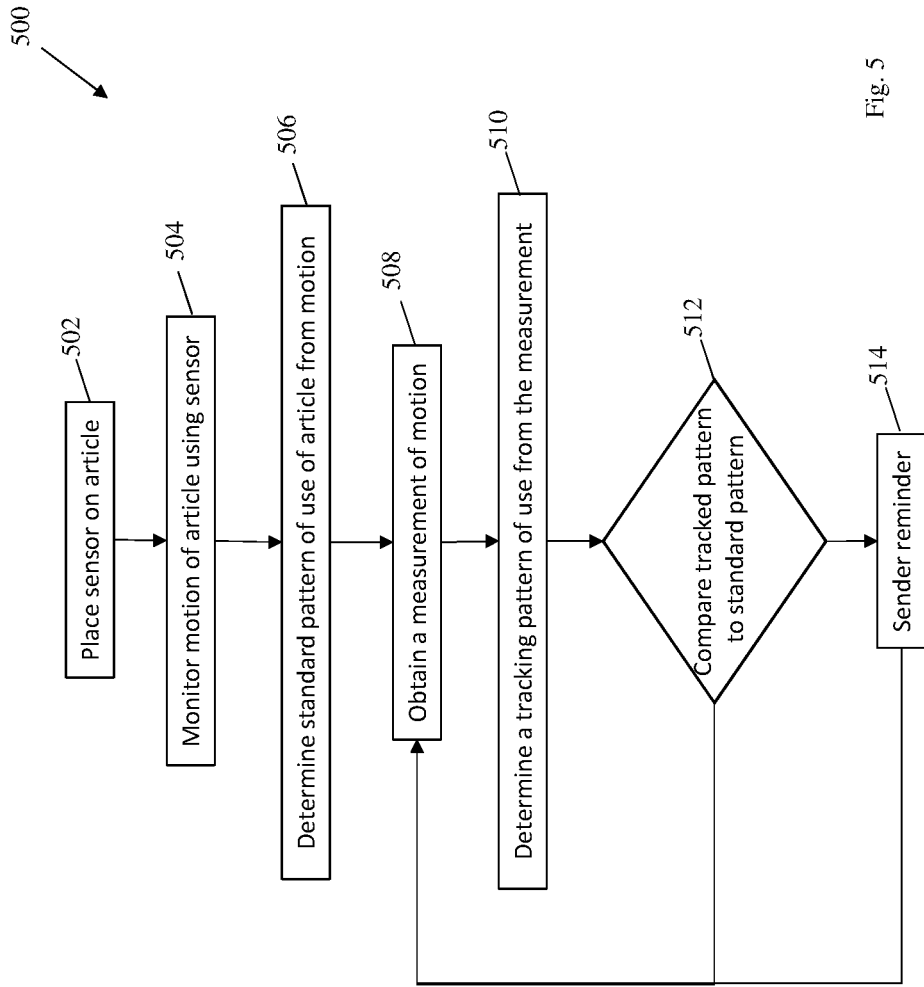 500
502
Place sensor on article
504
Monitor motion of article using sensor
506
Determine standard pattern of use of article from motion
508
Obtain a measurement of motion
510
Determine a tracking pattern of use from the measurement
512
Compare tracked pattern
to standard pattern
514
Sender reminder
Fig. 5